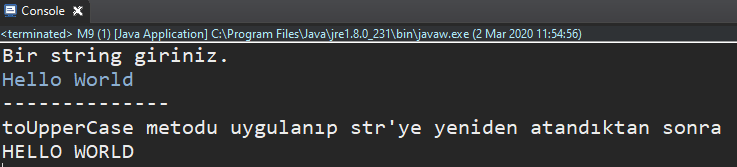 Console
<terminated> M9 (1) [Java Application] C:\Program Files\Java\jre1.8.0_231\bin\javaw.exe (2 Mar 2020 11:54:56)
Bir string giriniz.
Hello World
--------------
toUpperCase metodu uygulanıp str'ye yeniden atandıktan sonra
HELLO WORLD